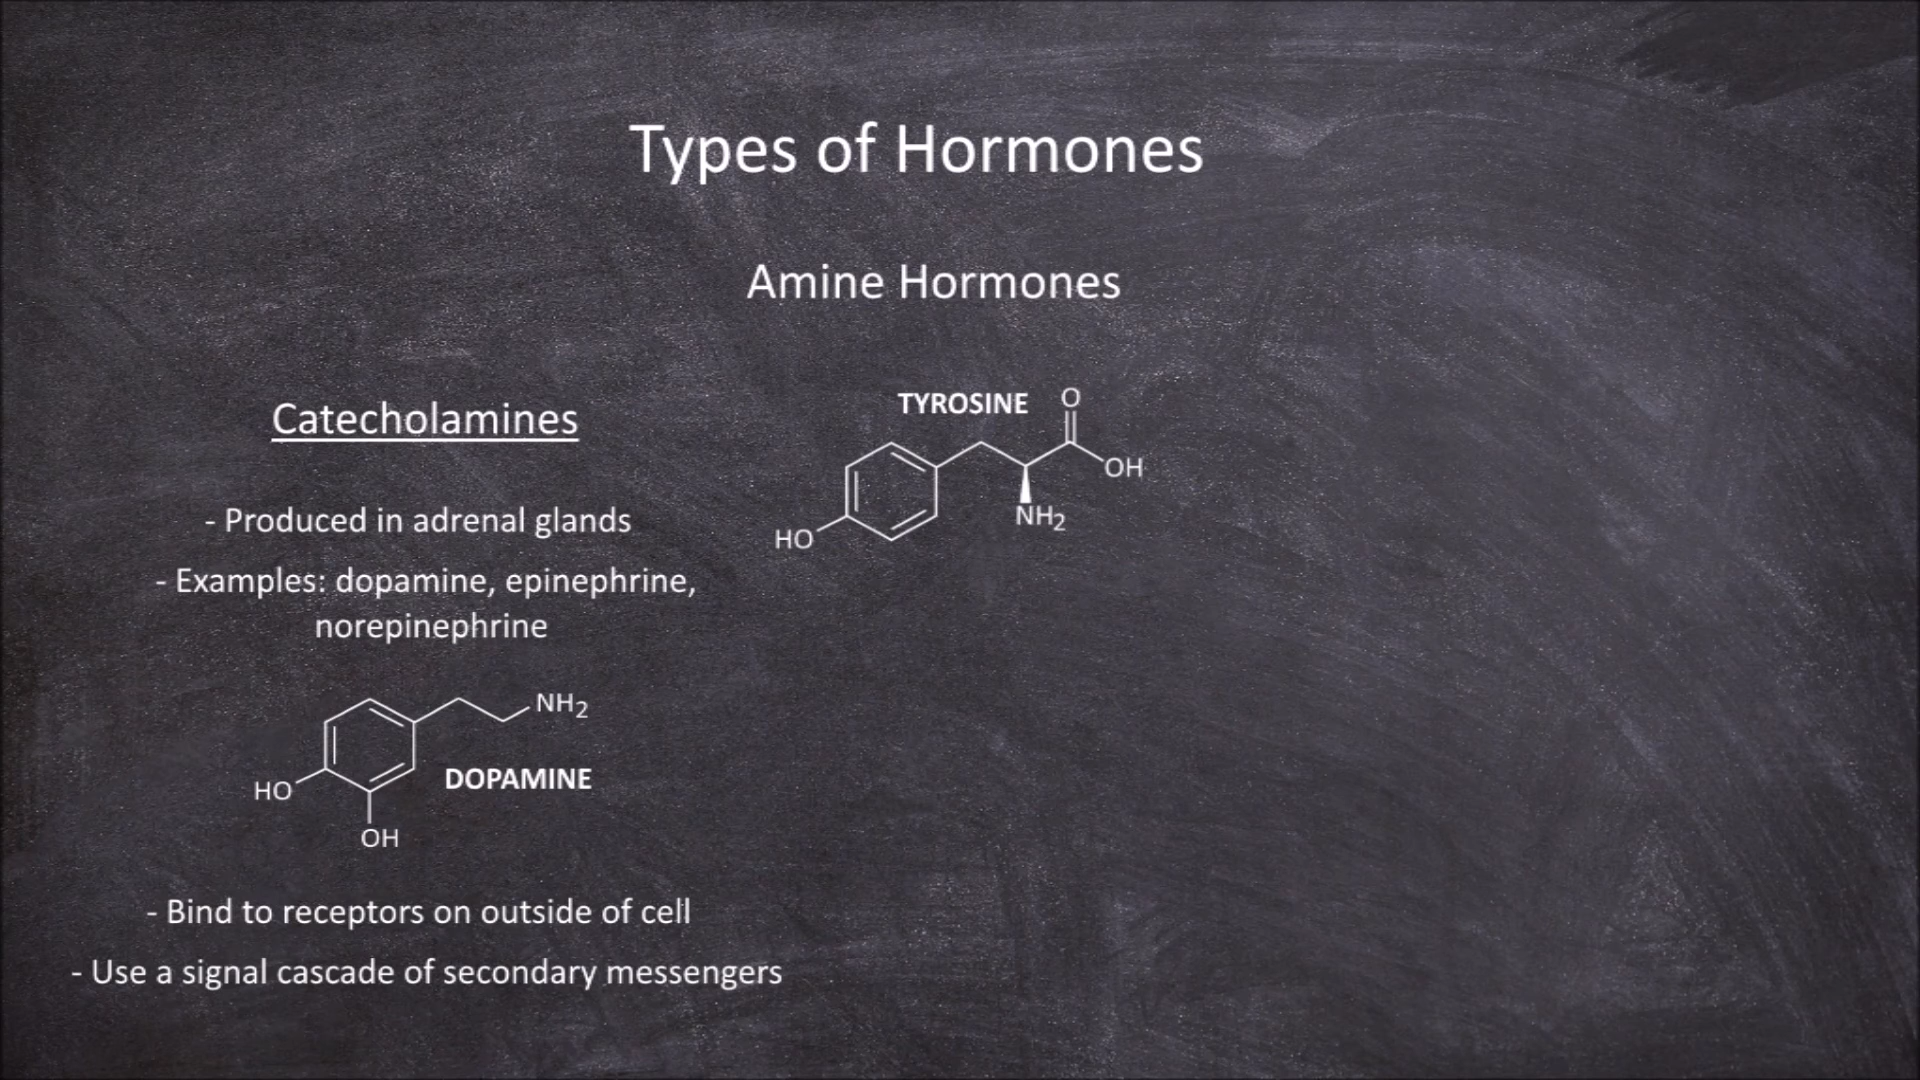 Types of Hormones
Amine Hormones
Catecholamines
- Produced in adrenal glands
- Examples: dopamine, epinephrine,
norepinephrine
NH2
HO
DOPAMINE
OH
- Bind to receptors on outside of cell
- Use a signal cascade of secondary messengers
TYROSINE
O
OH
NH2
HO